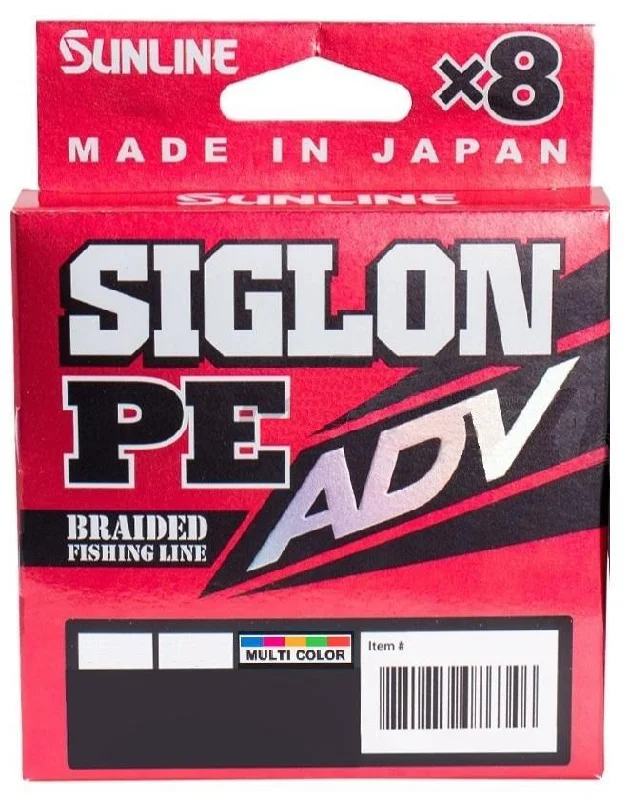 SUNLINE ×8
MADE IN JAPAN
SUNLINE
SIGLON
PE
ADV
BRAIDED
FISHING LINE
MULTI COLOR
Item #